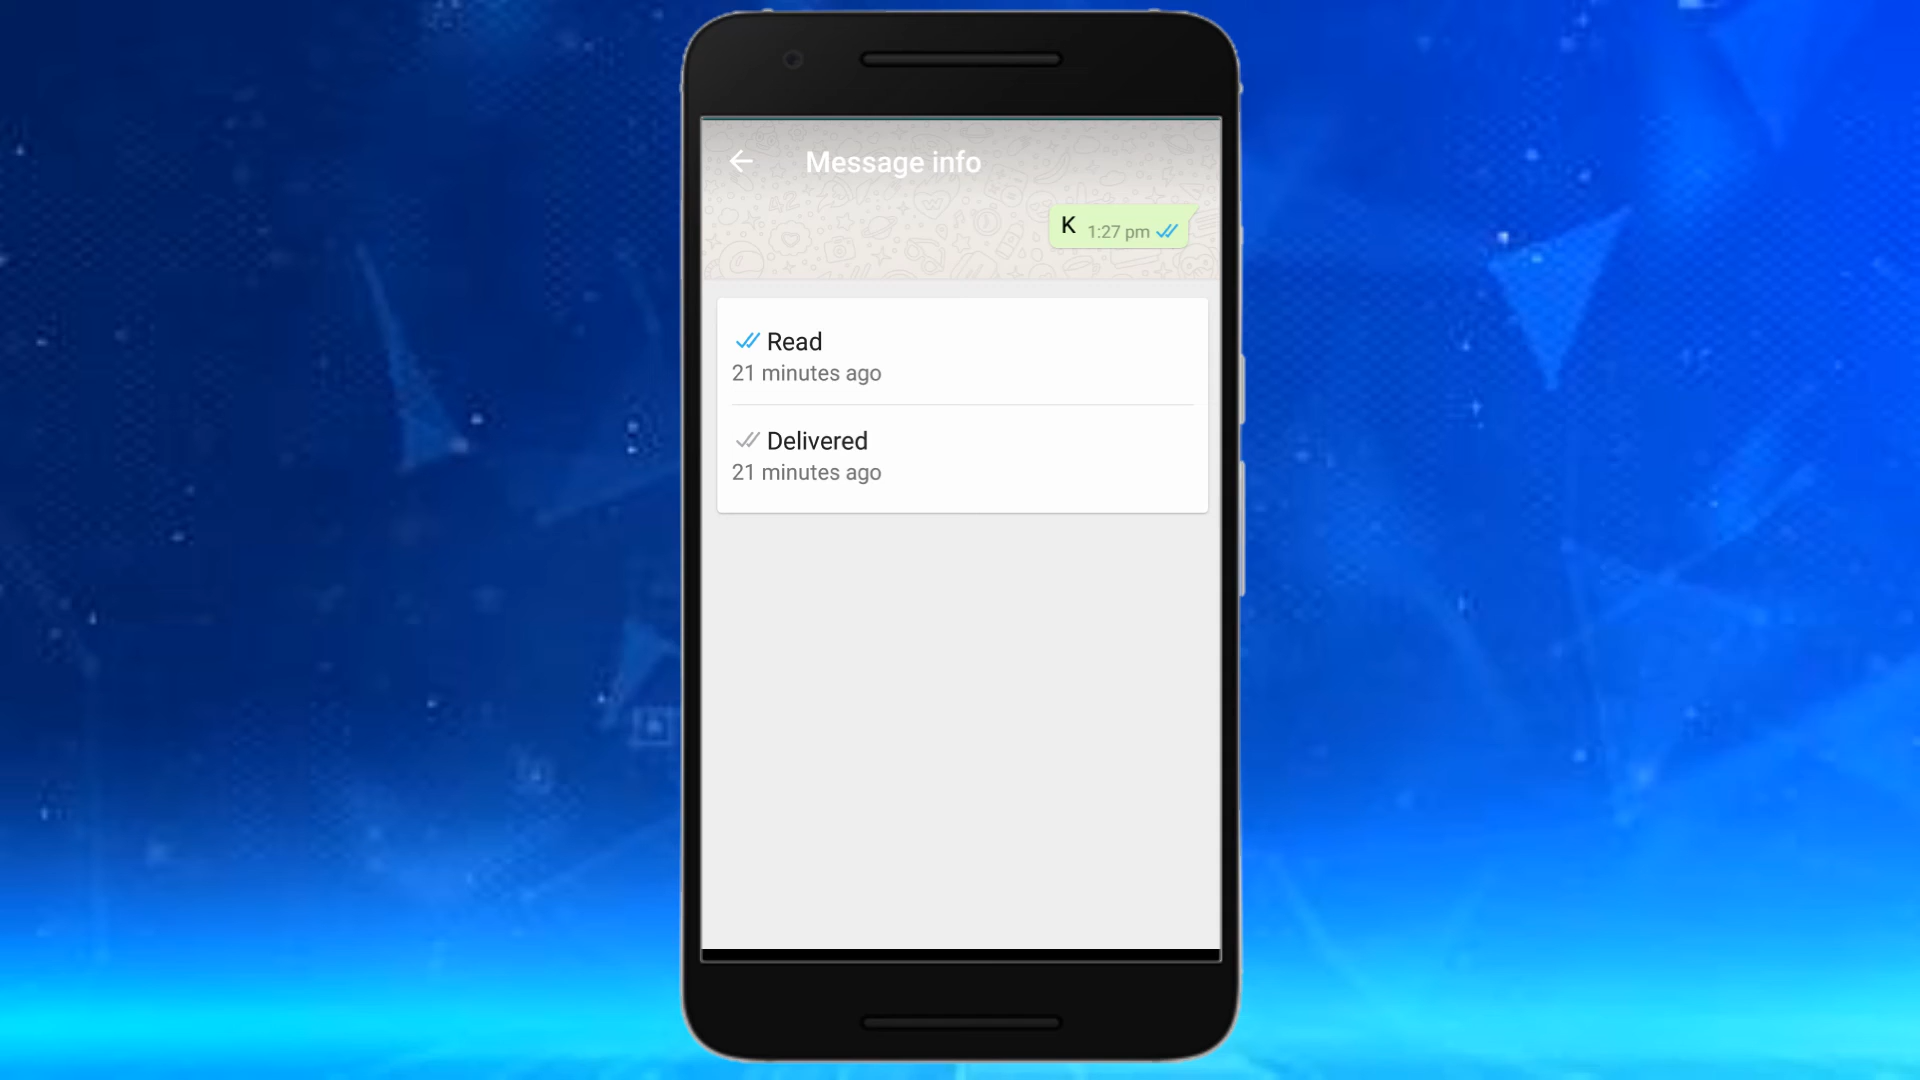 Message info
K 1:27 pm
Read
21 minutes ago
Delivered
21 minutes ago